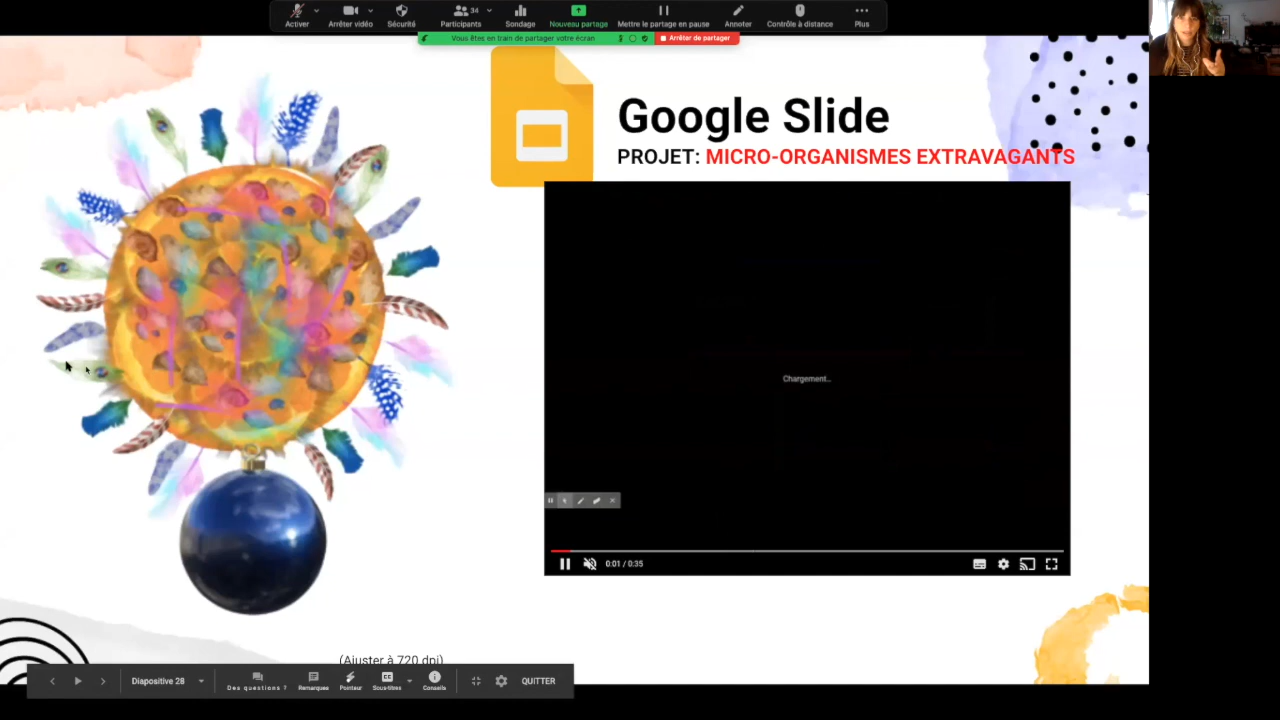 34
Activer
Arrêter vidéo
Sécurité
Participants
Sondage
Nouveau partage
Mettre le partage en pause
Annoter
Contrôle à distance
Plus
Vous êtes en train de partager votre écran
Arrêter de partager
Google Slide
PROJET: MICRO-ORGANISMES EXTRAVAGANTS
Chargement...
0:01 / 0:35
(Ajuster à 720 dpi)
Diapositive 28
Des questions ?
Remarques
Pointeur
CC
Sous-titres
Conseils
QUITTER